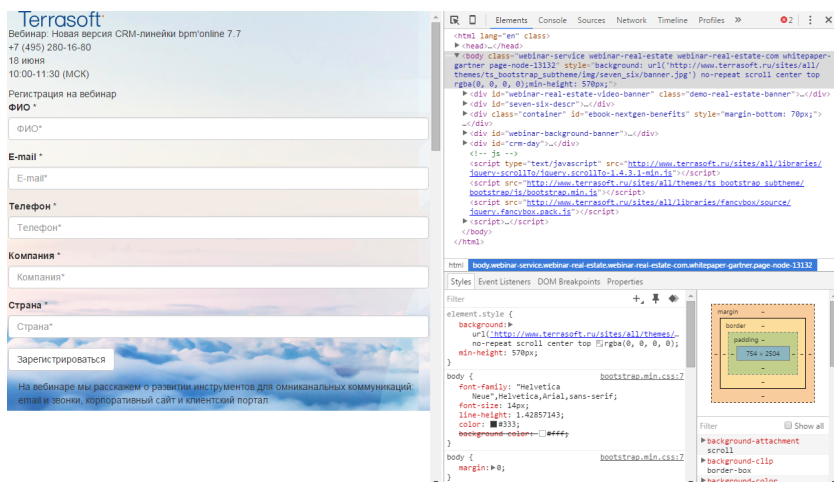 Terrasoft
Вебинар: Новая версия CRM-линейки bpm'online 7.7
+7 (495) 280-16-80
18 июня
10:00-11:30 (МСК)
Регистрация на вебинар
ФИО *
ФИО*
E-mail *
E-mail*
Телефон *
Телефон*
Компания *
Компания*
Страна *
Страна*
Зарегистрироваться
На вебинаре мы расскажем о развитии инструментов для омниканальных коммуникаций:
email и звонки, корпоративный сайт и клиентский портал.
Elements Console Sources Network Timeline Profiles » 2
<html lang="en" class>
▶<head>…</head>
▼<body class="webinar-service webinar-real-estate webinar-real-estate-com whitepaper-
gartner page-node-13132" style="background: url('http://www.terrasoft.ru/sites/all/
themes/ts_bootstrap_subtheme/img/seven_six/banner.jpg') no-repeat scroll center top
rgba(0, 0, 0, 0);min-height: 570px;">
▶<div id="webinar-real-estate-video-banner" class="demo-real-estate-banner">…</div>
▶<div id="seven-six-descr">…</div>
▶<div class="container" id="ebook-nextgen-benefits" style="margin-bottom: 70px;">
…</div>
▶<div id="webinar-background-banner">…</div>
▶<div id="crm-day">…</div>
<!-- js -->
<script type="text/javascript" src="http://www.terrasoft.ru/sites/all/libraries/
jquery-scrollTo/jquery.scrollTo-1.4.3.1-min.js"></script>
<script src="http://www.terrasoft.ru/sites/all/themes/ts_bootstrap_subtheme/
bootstrap/js/bootstrap.min.js"></script>
<script src="http://www.terrasoft.ru/sites/all/libraries/fancybox/source/
jquery.fancybox.pack.js"></script>
▶<script>…</script>
</body>
</html>
html body.webinar-service.webinar-real-estate.webinar-real-estate-com.whitepaper-gartner.page-node-13132
Styles Event Listeners DOM Breakpoints Properties
Filter
element.style {
background:▶
url('http://www.terrasoft.ru/sites/all/themes/…
no-repeat scroll center top rgba(0, 0, 0, 0);
min-height: 570px;
}
body { bootstrap.min.css:7
font-family: "Helvetica
Neue",Helvetica,Arial,sans-serif;
font-size: 14px;
line-height: 1.42857143;
color: #333;
background-color: #fff;
}
body { bootstrap.min.css:7
margin:▶0;
}
margin –
border –
padding –
– – – 754 × 2504 – – –
–
–
–
Filter Show all
▶background-attachment
scroll
▶background-clip
border-box
▶background-color